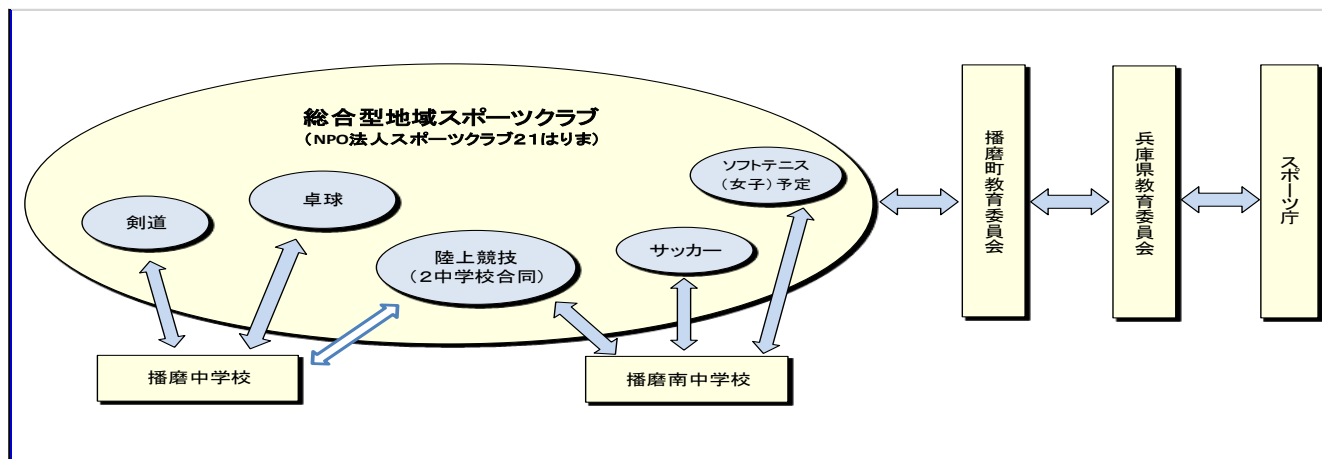 総合型地域スポーツクラブ
（NPO法人スポーツクラブ２１はりま）
剣道
卓球
陸上競技
（２中学校合同）
サッカー
ソフトテニス
（女子）予定
播磨中学校
播磨南中学校
播磨町教育委員会
兵庫県教育委員会
スポーツ庁